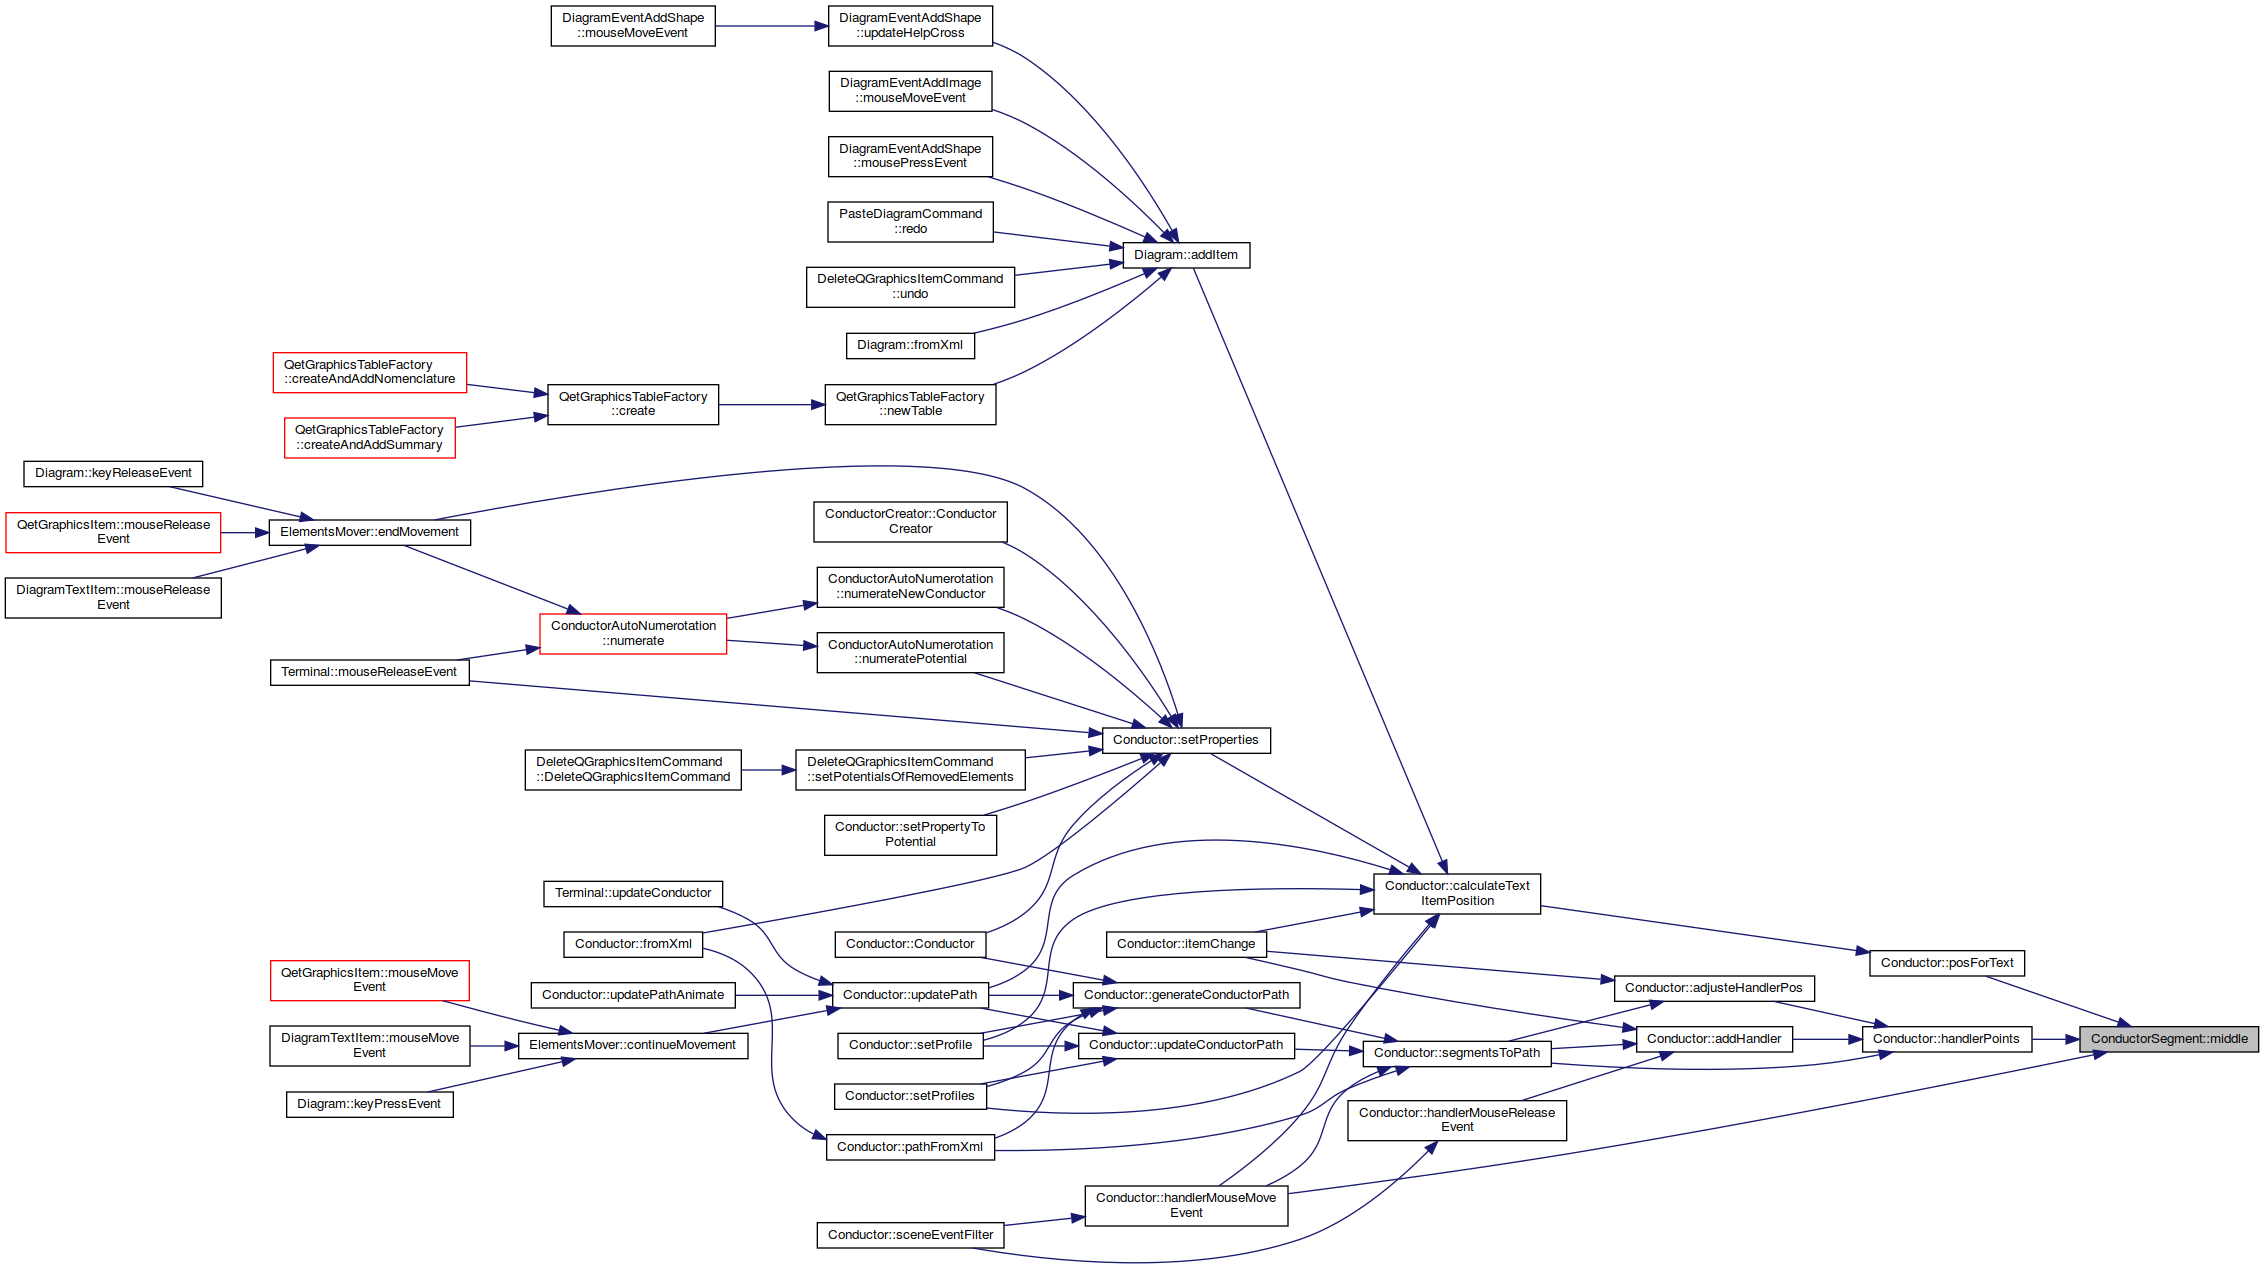 DiagramEventAddShape
::mouseMoveEvent
DiagramEventAddShape
::updateHelpCross
DiagramEventAddImage
::mouseMoveEvent
DiagramEventAddShape
::mousePressEvent
PasteDiagramCommand
::redo
Diagram::addItem
DeleteQGraphicsItemCommand
::undo
Diagram::fromXml
QetGraphicsTableFactory
::createAndAddNomenclature
QetGraphicsTableFactory
::create
QetGraphicsTableFactory
::newTable
QetGraphicsTableFactory
::createAndAddSummary
Diagram::keyReleaseEvent
QetGraphicsItem::mouseRelease
Event
ElementsMover::endMovement
ConductorCreator::Conductor
Creator
DiagramTextItem::mouseRelease
Event
ConductorAutoNumerotation
::numerateNewConductor
ConductorAutoNumerotation
::numerate
ConductorAutoNumerotation
::numeratePotential
Terminal::mouseReleaseEvent
Conductor::setProperties
DeleteQGraphicsItemCommand
::DeleteQGraphicsItemCommand
DeleteQGraphicsItemCommand
::setPotentialsOfRemovedElements
Conductor::setPropertyTo
Potential
Terminal::updateConductor
Conductor::calculateText
ItemPosition
Conductor::fromXml
Conductor::Conductor
Conductor::itemChange
Conductor::posForText
QetGraphicsItem::mouseMove
Event
Conductor::updatePathAnimate
Conductor::updatePath
Conductor::generateConductorPath
Conductor::adjusteHandlerPos
DiagramTextItem::mouseMove
Event
ElementsMover::continueMovement
Conductor::setProfile
Conductor::updateConductorPath
Conductor::segmentsToPath
Conductor::addHandler
Conductor::handlerPoints
ConductorSegment::middle
Diagram::keyPressEvent
Conductor::setProfiles
Conductor::handlerMouseRelease
Event
Conductor::pathFromXml
Conductor::handlerMouseMove
Event
Conductor::sceneEventFilter